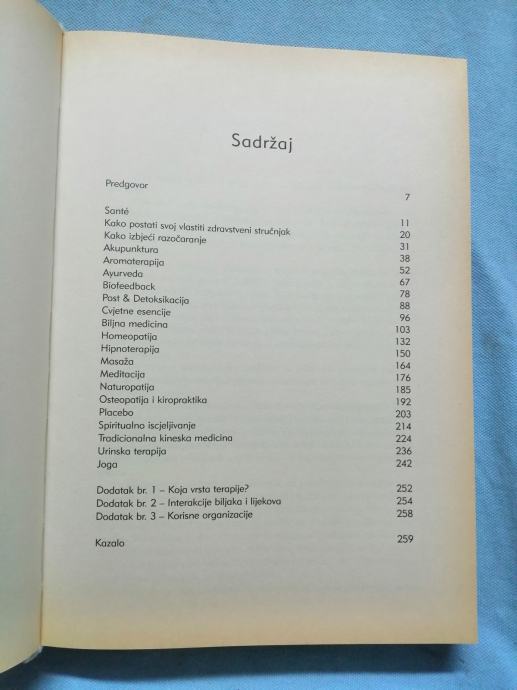 Sadržaj
Predgovor 7
Santé 11
Kako postati svoj vlastiti zdravstveni stručnjak 20
Kako izbjeći razočaranje 31
Akupunktura 38
Aromaterapija 52
Ayurveda 67
Biofeedback 78
Post & Detoksikacija 88
Cvjetne esencije 96
Biljna medicina 103
Homeopatija 132
Hipnoterapija 150
Masaža 164
Meditacija 176
Naturopatija 185
Osteopatija i kiropraktika 192
Placebo 203
Spiritualno iscjeljivanje 214
Tradicionalna kineska medicina 224
Urinska terapija 236
Joga 242
Dodatak br. 1 – Koja vrsta terapije? 252
Dodatak br. 2 – Interakcije biljaka i lijekova 254
Dodatak br. 3 – Korisne organizacije 258
Kazalo 259